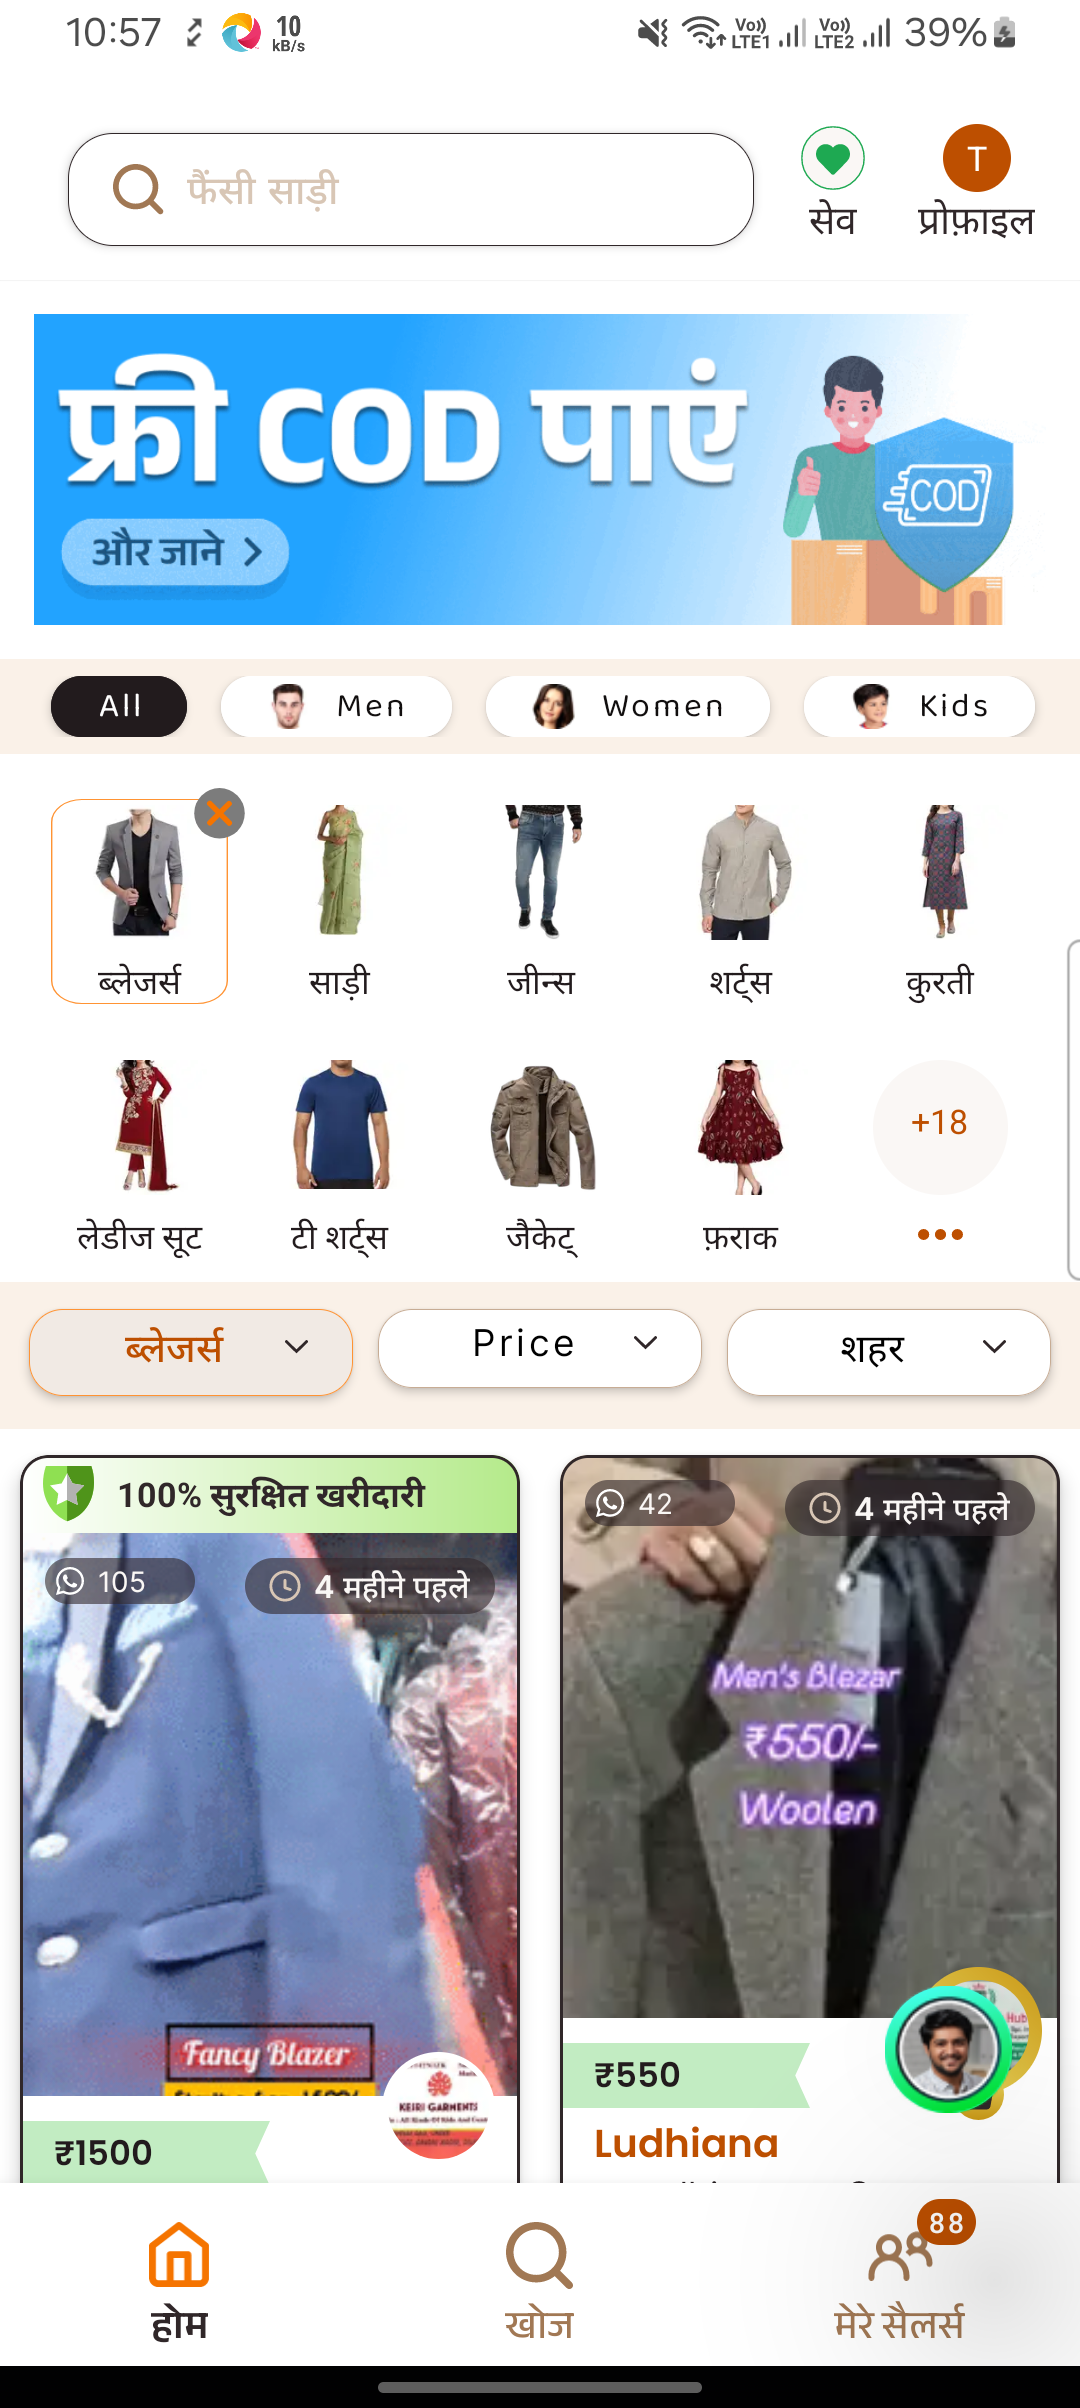 10:57
10
kB/s
Vo))
LTE1
Vo))
LTE2
39%
फैंसी साड़ी
सेव
T
प्रोफ़ाइल
फ्री COD पाएं
COD
और जाने
All
Men
Women
Kids
ब्लेजर्स
साड़ी
जीन्स
शर्ट्स
कुरती
+18
लेडीज सूट
टी शर्ट्स
जैकेट्
फ़राक
ब्लेजर्स
Price
शहर
100% सुरक्षित खरीदारी
105
4 महीने पहले
Fancy Blazer
KEJRI GARMENTS
₹1500
42
4 महीने पहले
Men's Blezar
₹550/-
Woolen
Hub
₹550
Ludhiana
होम
खोज
88
मेरे सैलर्स